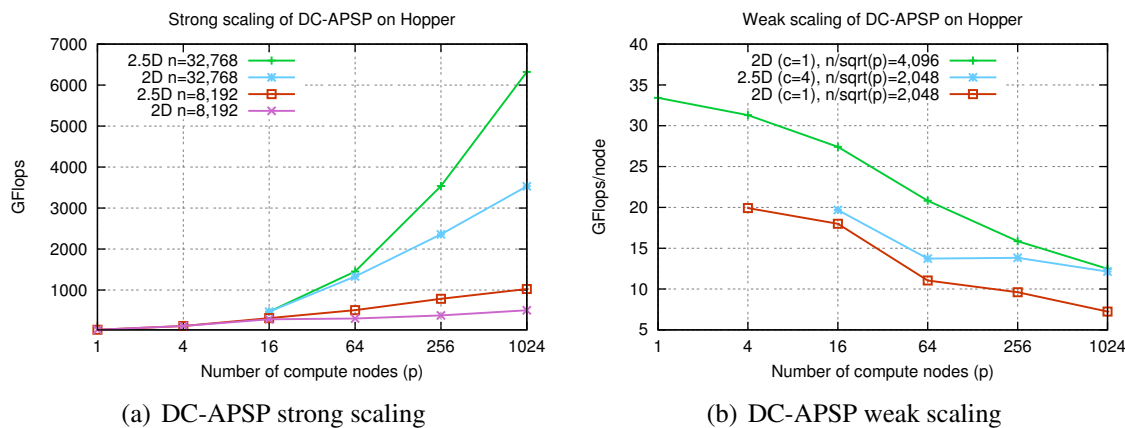 Strong scaling of DC-APSP on Hopper
7000
6000
5000
4000
3000
2000
1000
GFlops
2.5D n=32,768
2D n=32,768
2.5D n=8,192
2D n=8,192
1 4 16 64 256 1024
Number of compute nodes (p)
(a) DC-APSP strong scaling
Weak scaling of DC-APSP on Hopper
40
35
30
25
20
15
10
5
GFlops/node
2D (c=1), n/sqrt(p)=4,096
2.5D (c=4), n/sqrt(p)=2,048
2D (c=1), n/sqrt(p)=2,048
1 4 16 64 256 1024
Number of compute nodes (p)
(b) DC-APSP weak scaling